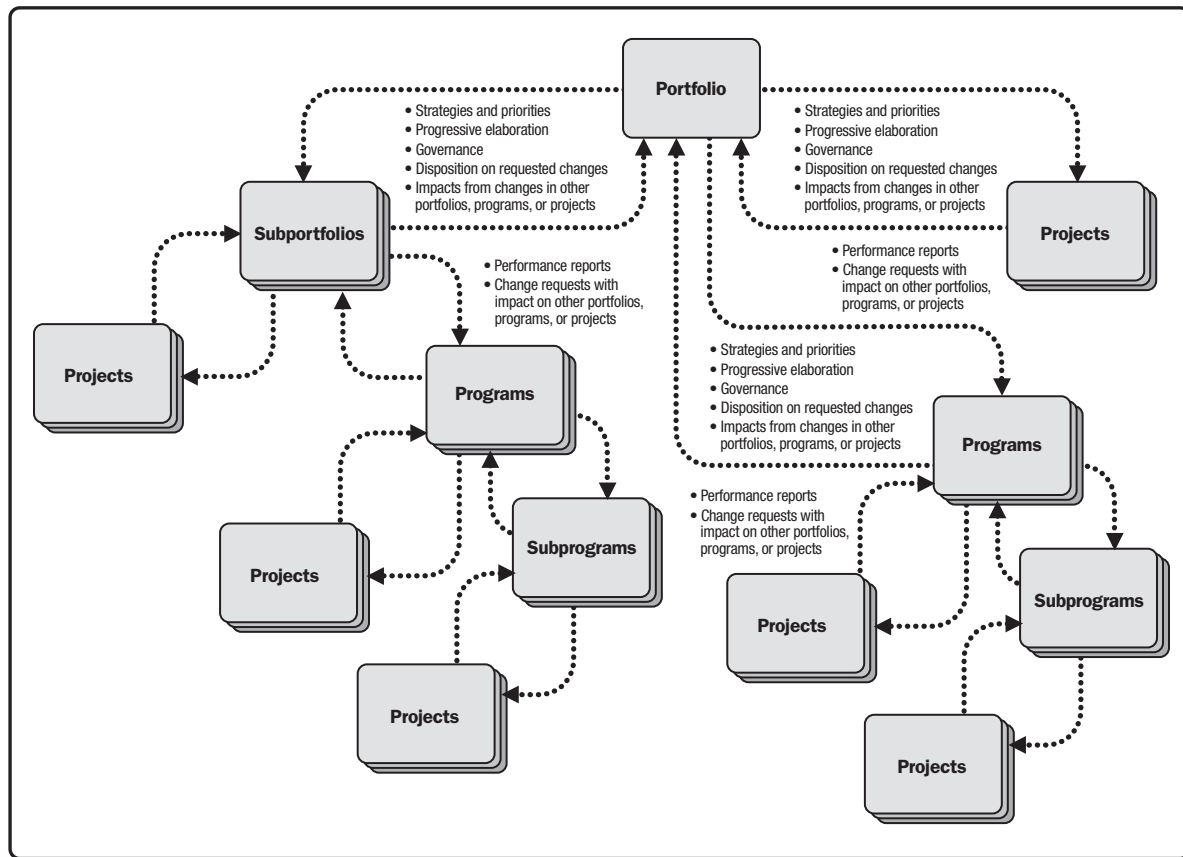 Portfolio
• Strategies and priorities
• Progressive elaboration
• Governance
• Disposition on requested changes
• Impacts from changes in other
portfolios, programs, or projects
• Strategies and priorities
• Progressive elaboration
• Governance
• Disposition on requested changes
• Impacts from changes in other
portfolios, programs, or projects
Subportfolios
Projects
• Performance reports
• Change requests with
impact on other portfolios,
programs, or projects
• Performance reports
• Change requests with
impact on other portfolios,
programs, or projects
Projects
Programs
• Strategies and priorities
• Progressive elaboration
• Governance
• Disposition on requested changes
• Impacts from changes in other
portfolios, programs, or projects
Programs
• Performance reports
• Change requests with
impact on other portfolios,
programs, or projects
Projects
Subprograms
Projects
Subprograms
Projects
Projects